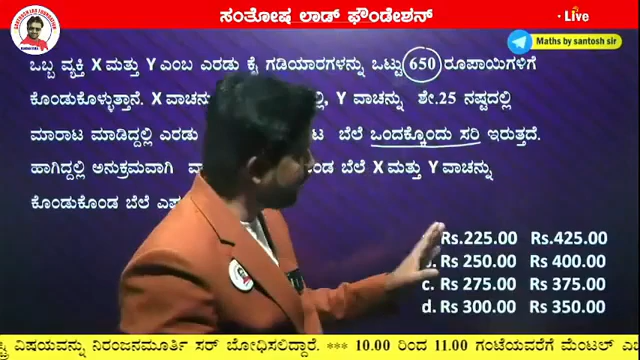 ಸಂತೋಷ ಲಾಡ್ ಫೌಂಡೇಶನ್
Live
Maths by santosh sir
ಒಬ್ಬ ವ್ಯಕ್ತಿ X ಮತ್ತು Y ಎಂಬ ಎರಡು ಕೈ ಗಡಿಯಾರಗಳನ್ನು ಒಟ್ಟು 650 ರೂಪಾಯಿಗಳಿಗೆ
ಕೊಂಡುಕೊಳ್ಳುತ್ತಾನೆ. X ವಾಚನ್ನು Y ವಾಚನ್ನು ಶೇ.25 ನಷ್ಟದಲ್ಲಿ
ಮಾರಾಟ ಮಾಡಿದ್ದಲ್ಲಿ ಎರಡು ಬೆಲೆ ಒಂದಕ್ಕೊಂದು ಸರಿ ಇರುತ್ತದೆ.
ಹಾಗಿದ್ದಲ್ಲಿ ಅನುಕ್ರಮವಾಗಿ ಬೆಲೆ X ಮತ್ತು Y ವಾಚನ್ನು
ಕೊಂಡುಕೊಂಡ ಬೆಲೆ
Rs.225.00 Rs.425.00
Rs 250.00 Rs 400.00
c. Rs 275.00 Rs 375.00
d. Rs 300.00 Rs 350.00
ವಿಷಯವನ್ನು ನಿರಂಜನಮೂರ್ತಿ ಸರ್ ಬೋಧಿಸಲಿದ್ದಾರೆ. *** 10.00 ರಿಂದ 11.00 ಗಂಟೆಯವರೆಗೆ ಮೆಂಟಲ್